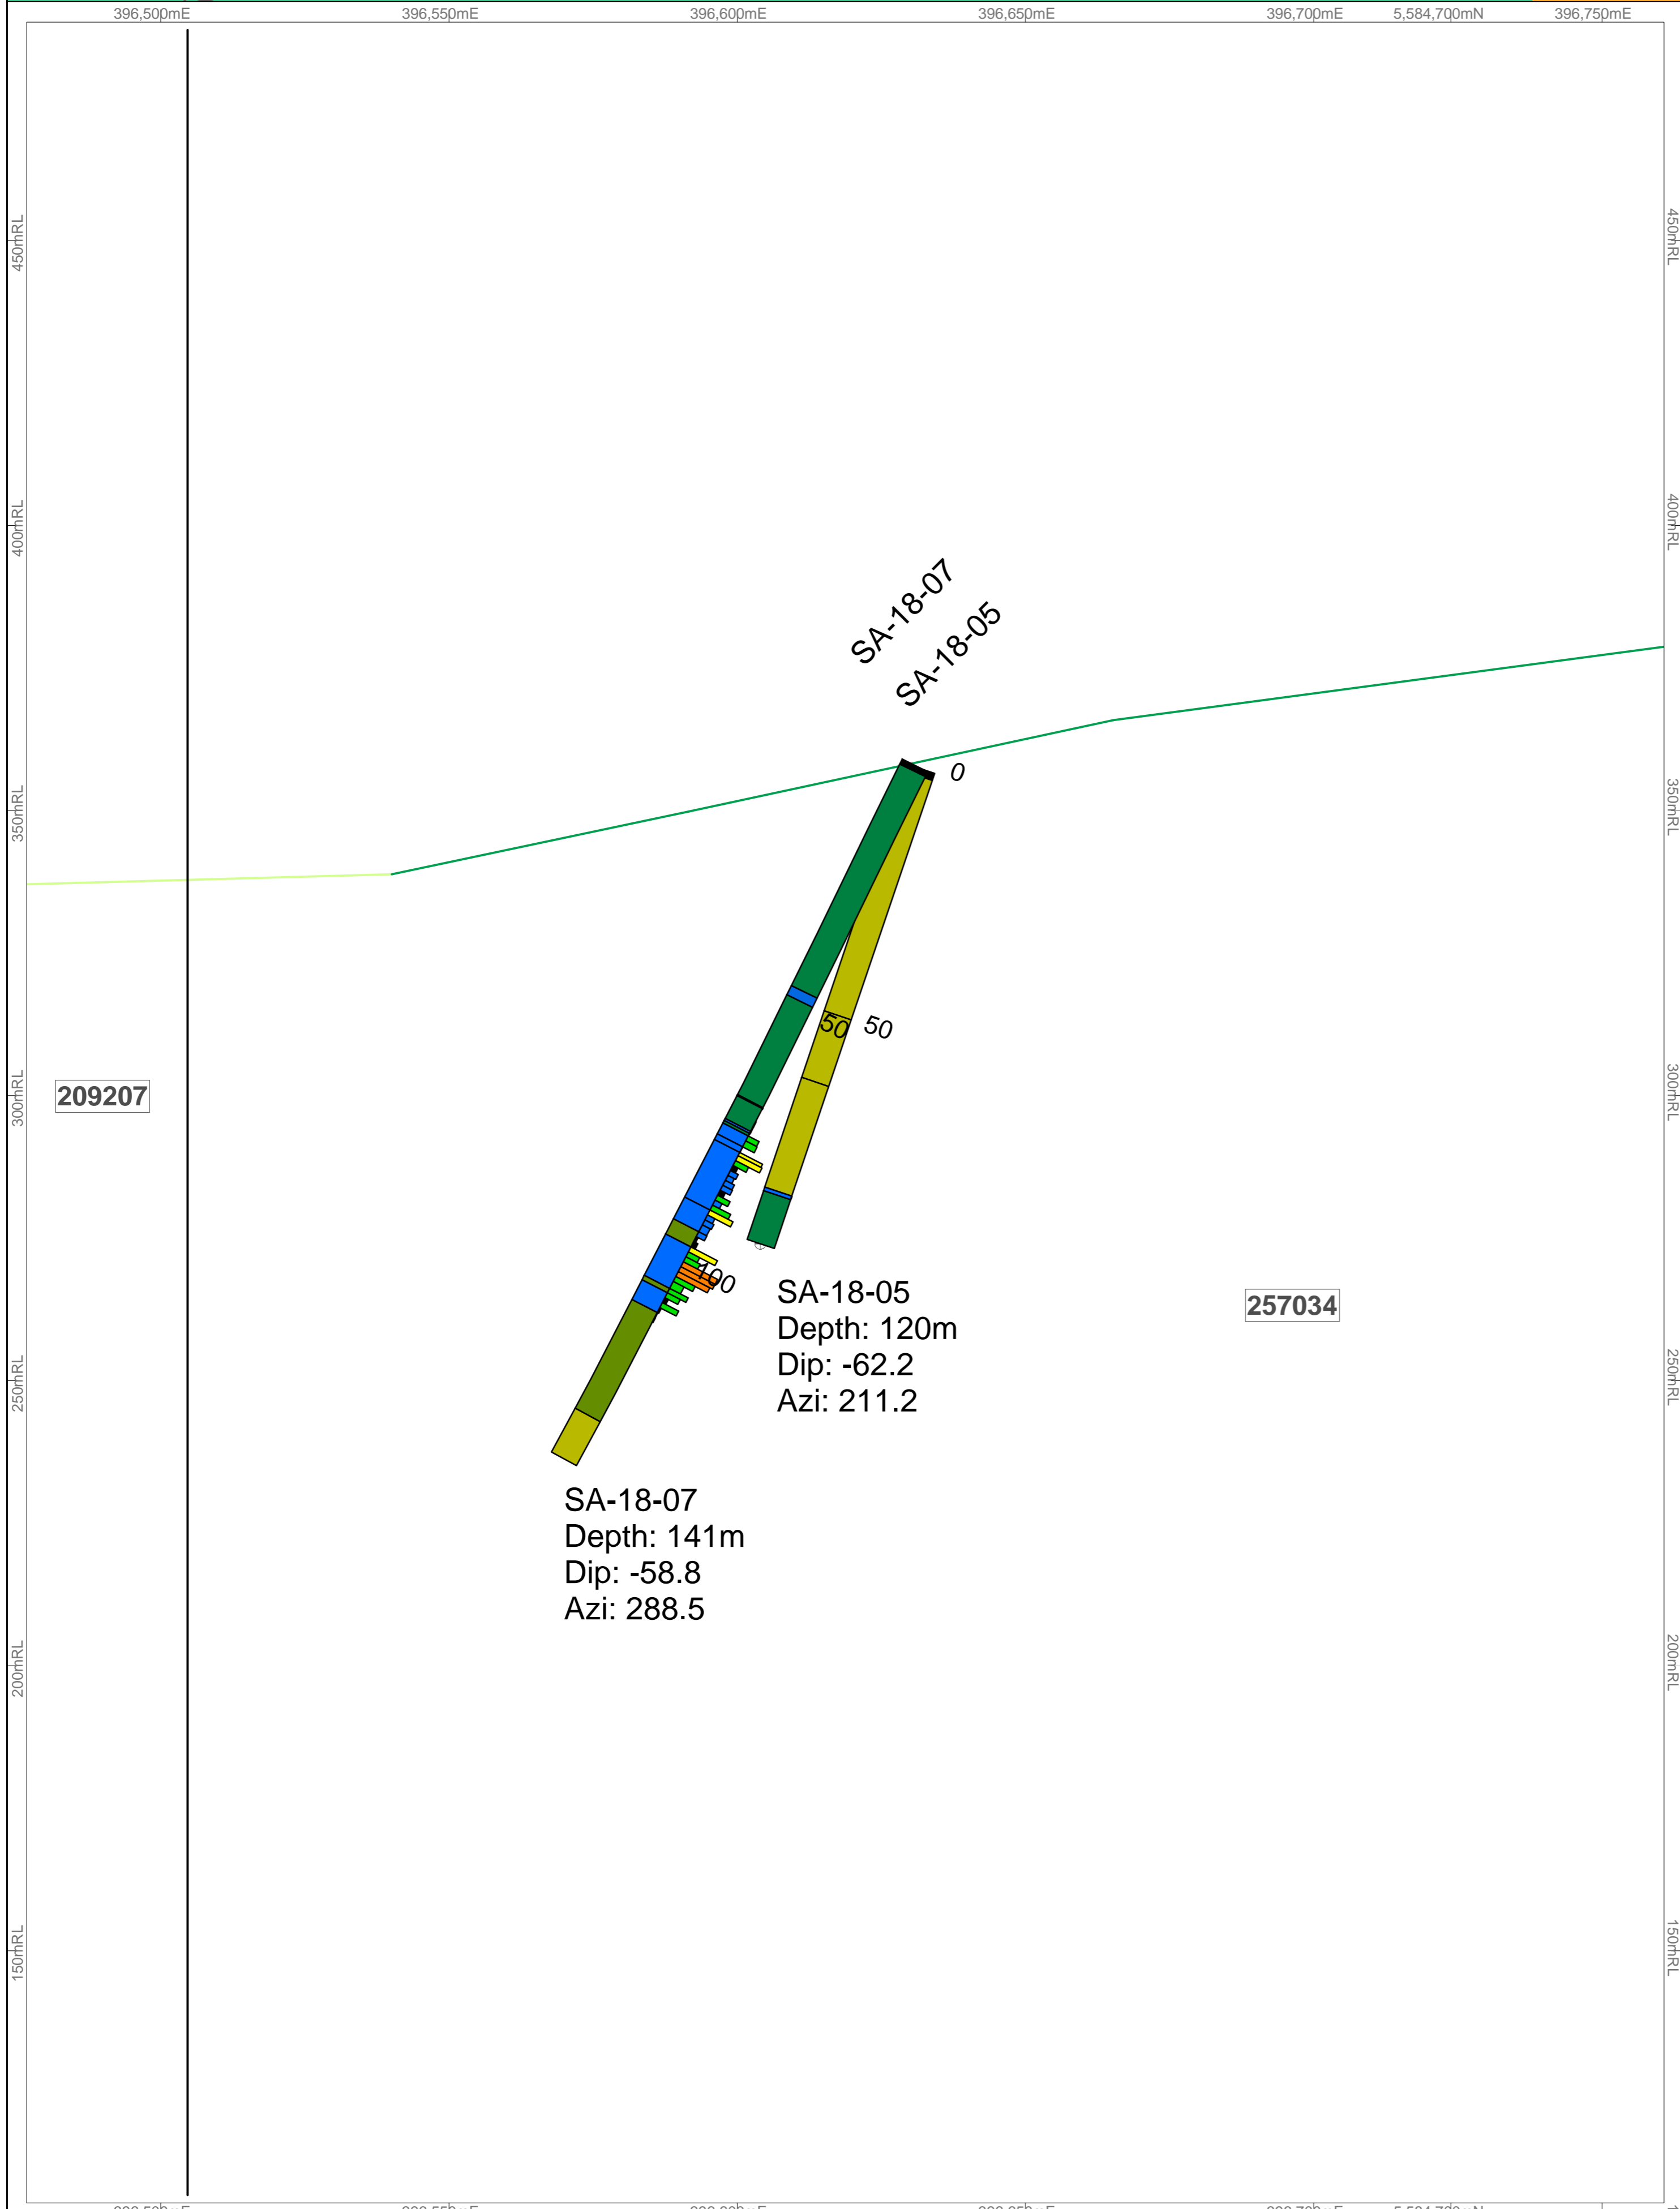 396,500mE 396,550mE 396,600mE 396,650mE 396,700mE 5,584,700mN 396,750mE
450mRL 450mRL
400mRL 400mRL
SA-18-07
SA-18-05
0
350mRL 350mRL
50 50
209207
300mRL 300mRL
100
257034
SA-18-05
Depth: 120m
Dip: -62.2
Azi: 211.2
250mRL 250mRL
SA-18-07
Depth: 141m
Dip: -58.8
Azi: 288.5
200mRL 200mRL
150mRL 150mRL